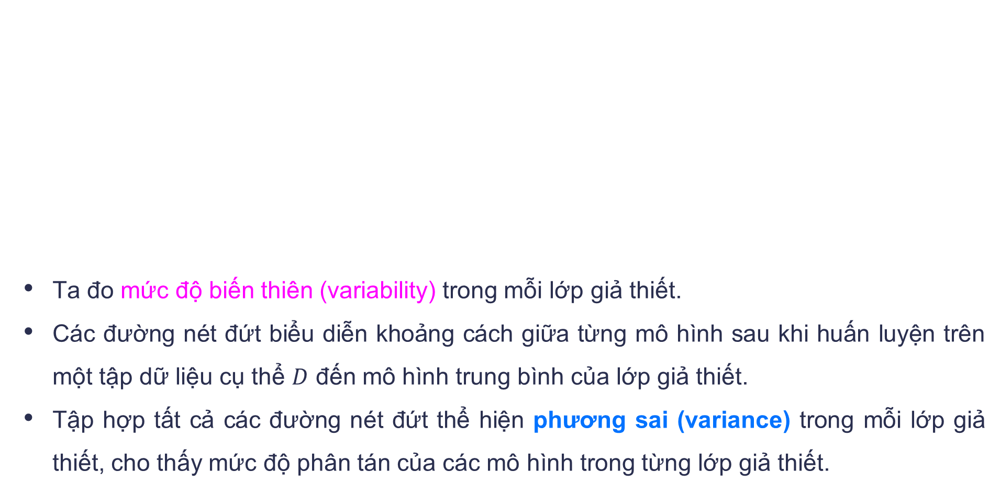 • Ta đo mức độ biến thiên (variability) trong mỗi lớp giả thiết.
• Các đường nét đứt biểu diễn khoảng cách giữa từng mô hình sau khi huấn luyện trên
một tập dữ liệu cụ thể D đến mô hình trung bình của lớp giả thiết.
• Tập hợp tất cả các đường nét đứt thể hiện phương sai (variance) trong mỗi lớp giả
thiết, cho thấy mức độ phân tán của các mô hình trong từng lớp giả thiết.